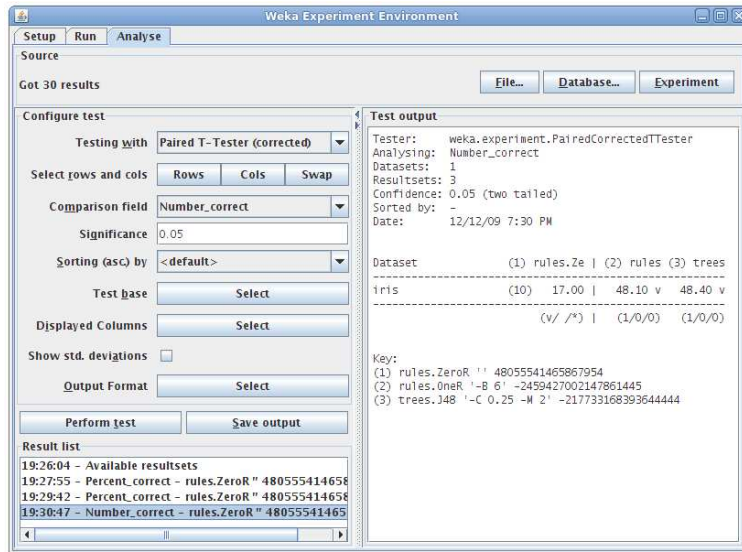 Weka Experiment Environment
Setup Run Analyse
Source
Got 30 results
File... Database... Experiment
Configure test
Testing with Paired T-Tester (corrected)
Select rows and cols Rows Cols Swap
Comparison field Number_correct
Significance 0.05
Sorting (asc.) by <default>
Test base Select
Displayed Columns Select
Show std. deviations
Output Format Select
Perform test Save output
Result list
19:26:04 - Available resultsets
19:27:55 - Percent_correct - rules.ZeroR '' 480555414658
19:29:42 - Percent_correct - rules.ZeroR '' 480555414658
19:30:47 - Number_correct - rules.ZeroR '' 48055541465
Test output
Tester: weka.experiment.PairedCorrectedTTester
Analysing: Number_correct
Datasets: 1
Resultsets: 3
Confidence: 0.05 (two tailed)
Sorted by: -
Date: 12/12/09 7:30 PM
Dataset (1) rules.Ze | (2) rules (3) trees
--------------------------------------------------------------
iris (10) 17.00 | 48.10 v 48.40 v
--------------------------------------------------------------
(v/ /*) | (1/0/0) (1/0/0)
Key:
(1) rules.ZeroR '' 48055541465867954
(2) rules.OneR '-B 6' -2459427002147861445
(3) trees.J48 '-C 0.25 -M 2' -217733168393644444